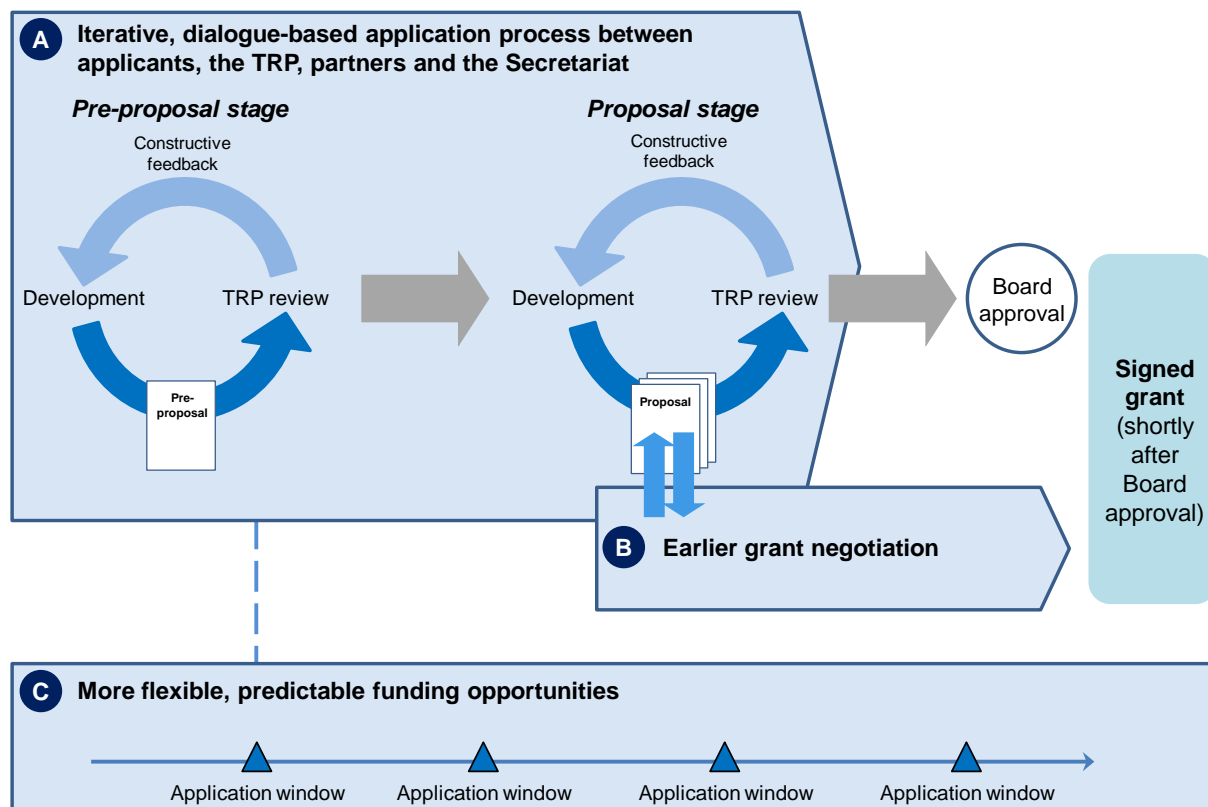 A
Iterative, dialogue-based application process between
applicants, the TRP, partners and the Secretariat
Pre-proposal stage
Constructive
feedback
Development
TRP review
Pre-
proposal
Proposal stage
Constructive
feedback
Development
TRP review
Proposal
Board
approval
Signed
grant
(shortly
after
Board
approval)
B
Earlier grant negotiation
C
More flexible, predictable funding opportunities
Application window
Application window
Application window
Application window